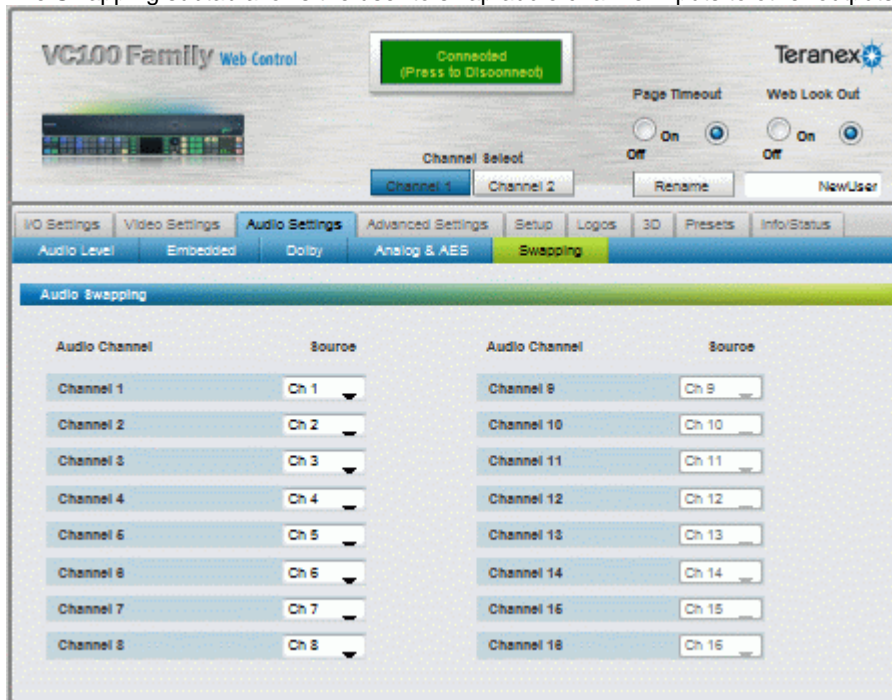 VC100 Family Web Control
Connected
(Press to Disconnect)
Teranex
Page Timeout
Web Look Out
On
Off
On
Off
Channel Select
Channel 1
Channel 2
Rename
NewUser
I/O Settings
Video Settings
Audio Settings
Advanced Settings
Setup
Logos
3D
Presets
Info/Status
Audio Level
Embedded
Dolby
Analog & AES
Swapping
Audio Swapping
Audio Channel Source Audio Channel Source
Channel 1 Ch 1 Channel 9 Ch 9
Channel 2 Ch 2 Channel 10 Ch 10
Channel 3 Ch 3 Channel 11 Ch 11
Channel 4 Ch 4 Channel 12 Ch 12
Channel 5 Ch 5 Channel 13 Ch 13
Channel 6 Ch 6 Channel 14 Ch 14
Channel 7 Ch 7 Channel 15 Ch 15
Channel 8 Ch 8 Channel 16 Ch 16